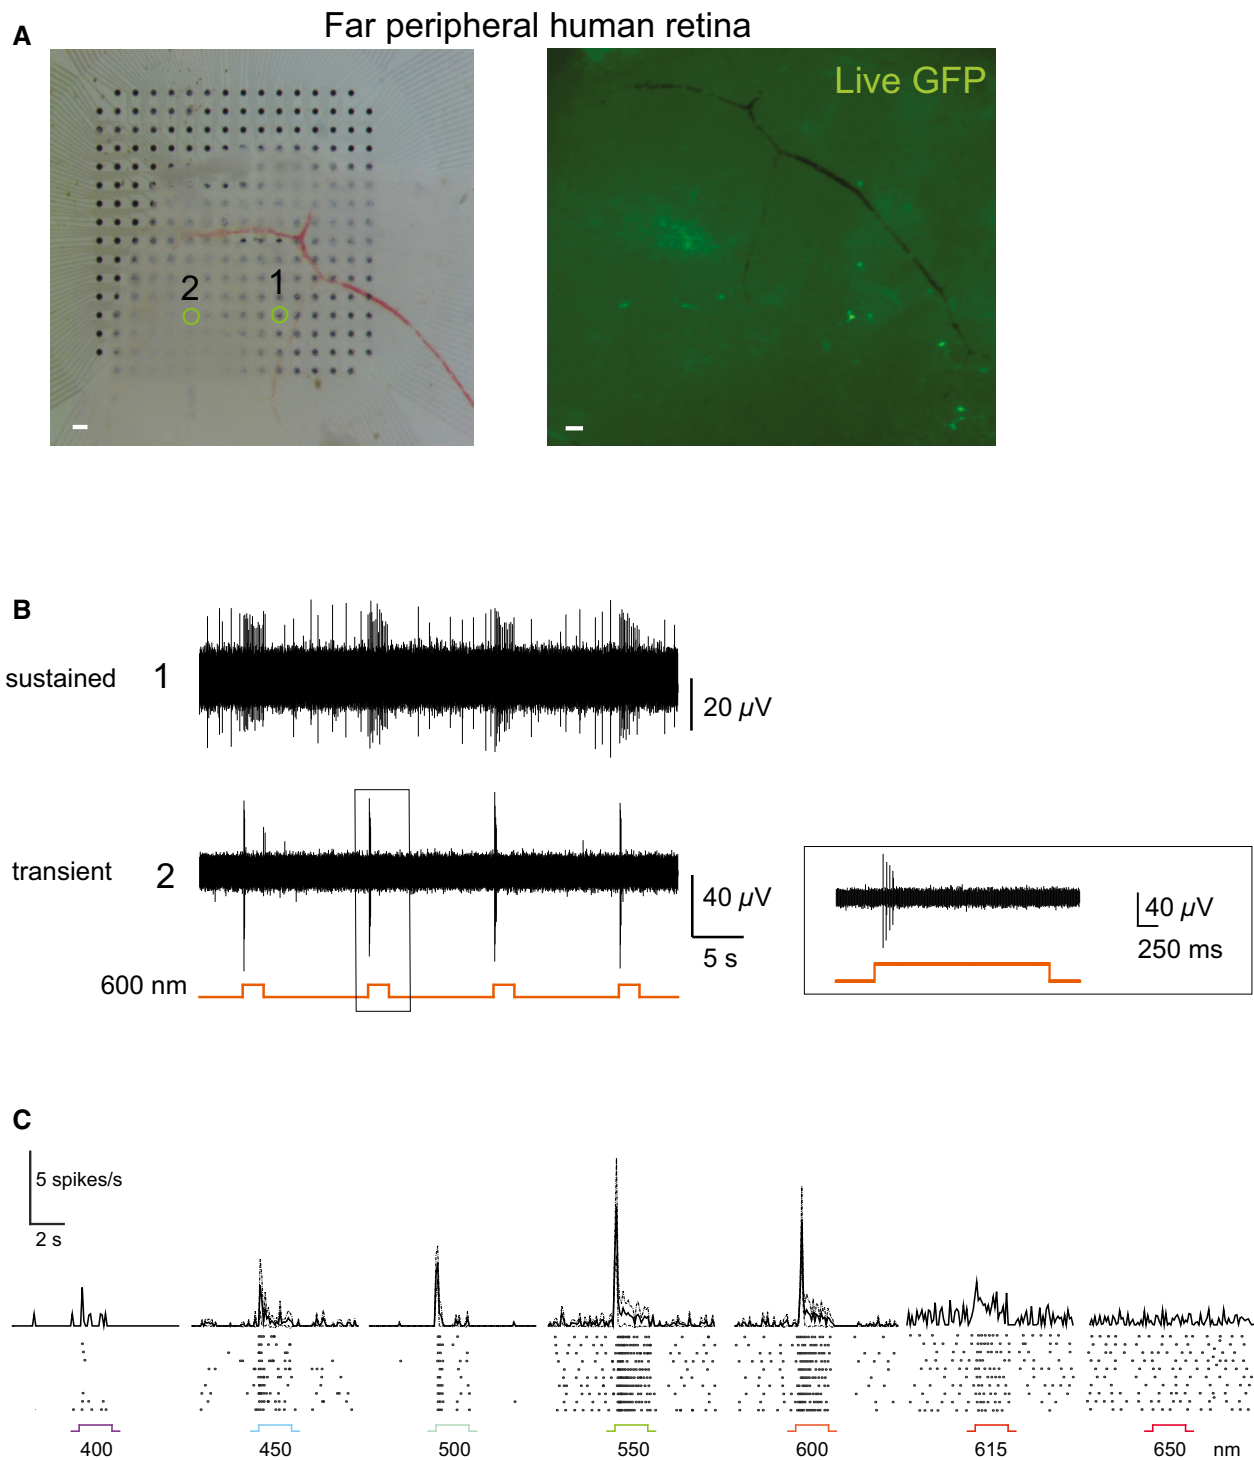 Far peripheral human retina
A
Live GFP
2
1
B
sustained 1
20 µV
transient 2
40 µV
5 s
600 nm
40 µV
250 ms
C
5 spikes/s
2 s
400 450 500 550 600 615 650 nm